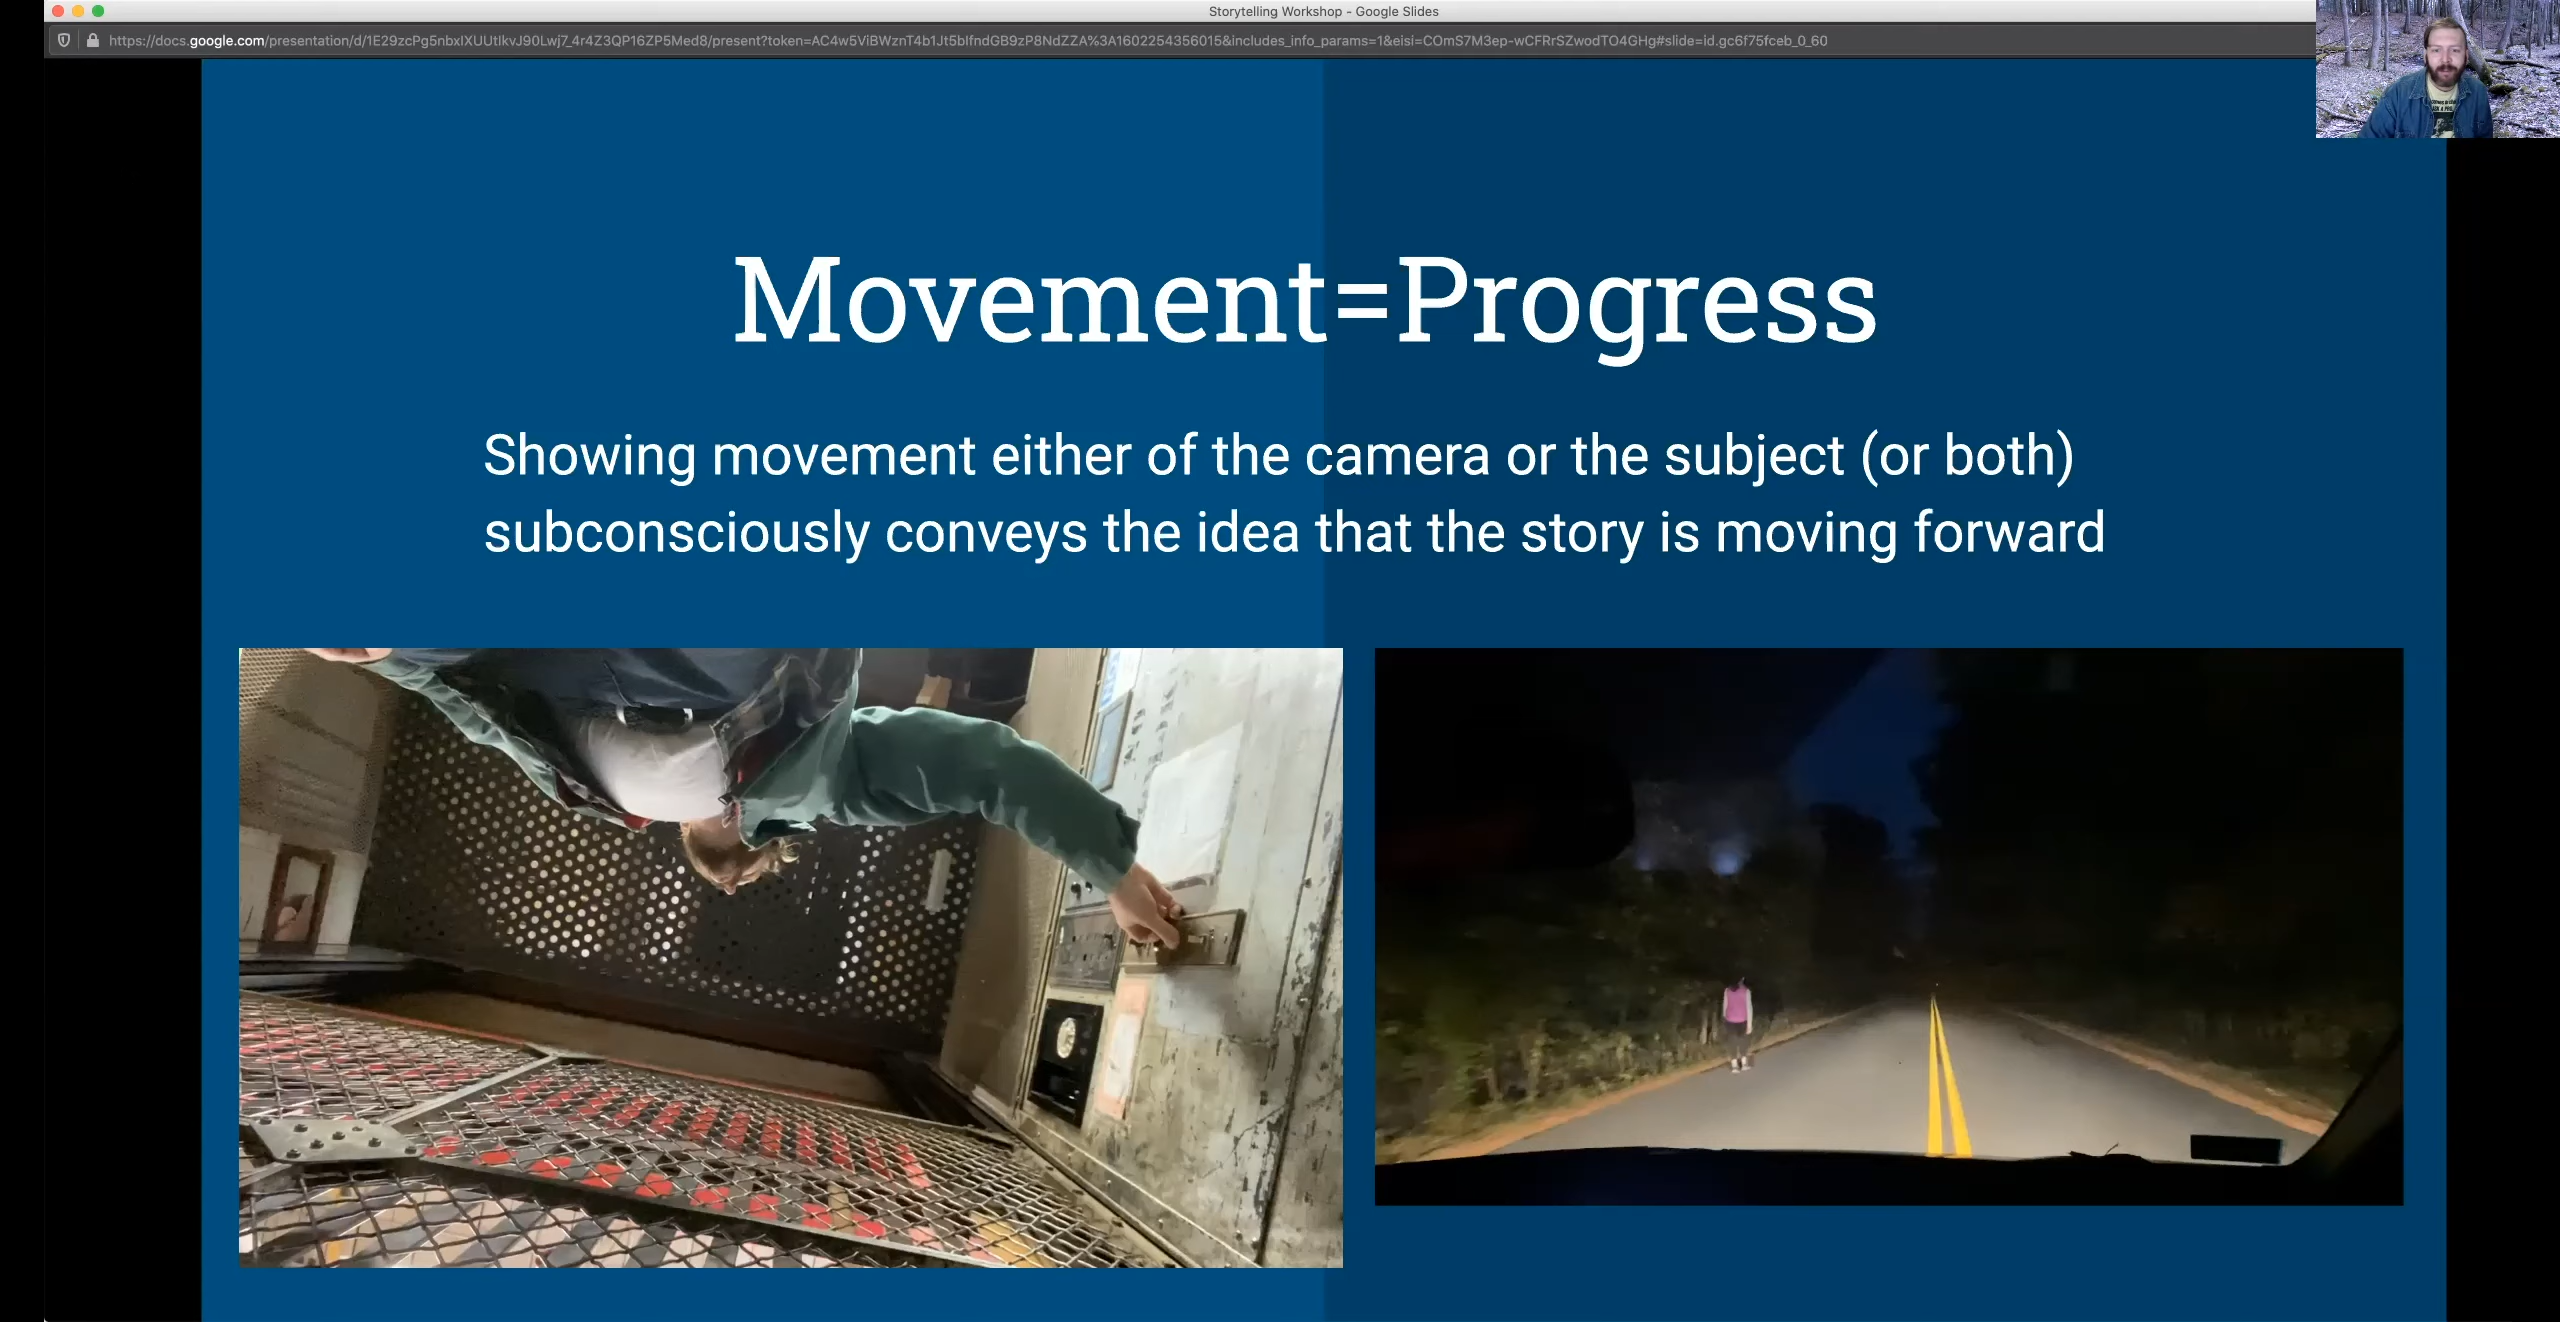 Storytelling Workshop - Google Slides
https://docs.google.com/presentation/d/1E29zcPg5nbxIXUUtIkvJ90Lwj7_4r4Z3QP16ZP5Med8/present?token=AC4w5ViBWznT4b1Jt5bIfndGB9zP8NdZZA%3A1602254356015&includes_info_params=1&eisi=COmS7M3ep-wCFRrSZwodTO4GHg#slide=id.gc6f75fceb_0_60
Movement=Progress
Showing movement either of the camera or the subject (or both)
subconsciously conveys the idea that the story is moving forward